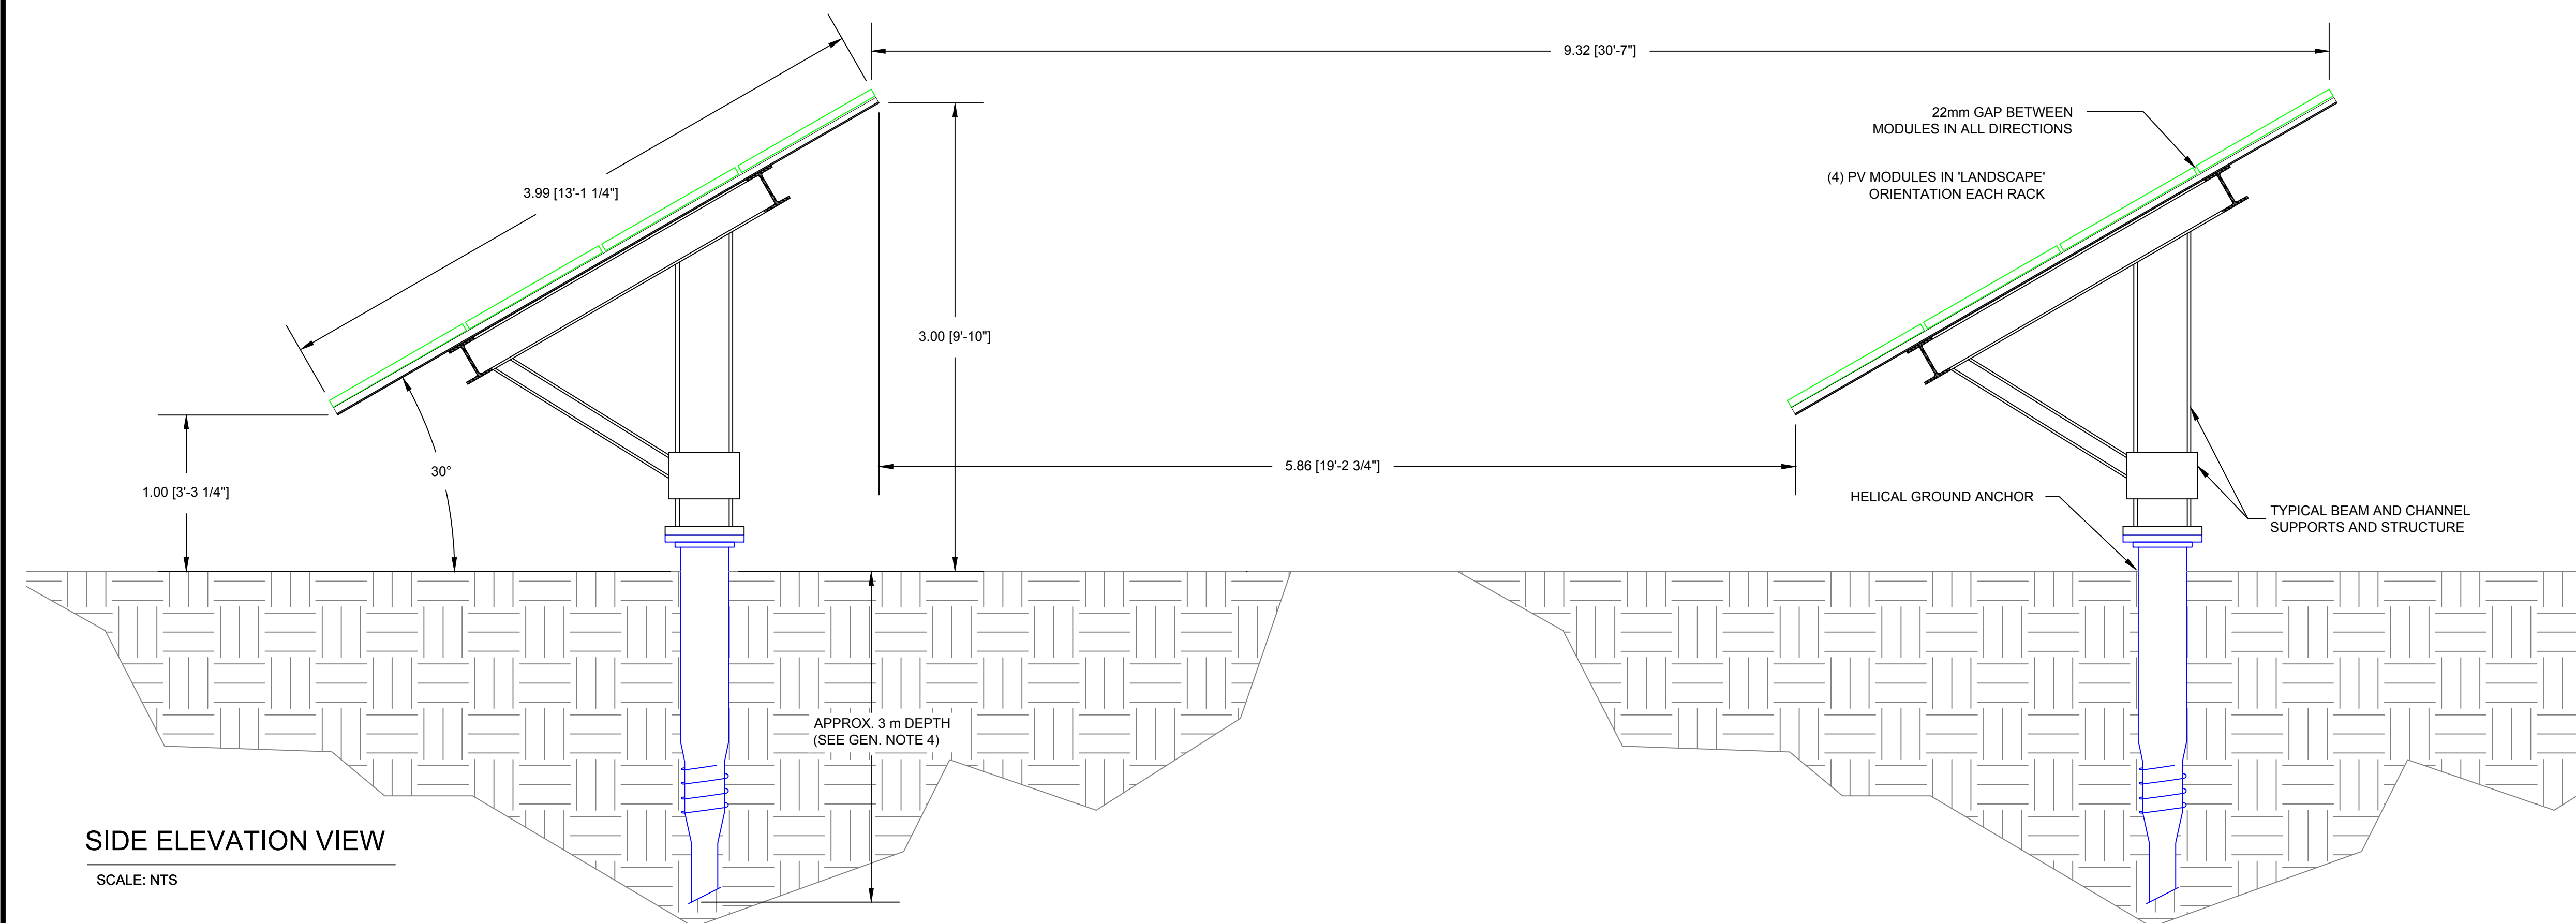 9.32 [30'-7"]
22mm GAP BETWEEN
MODULES IN ALL DIRECTIONS
3.99 [13'-1 1/4"]
(4) PV MODULES IN 'LANDSCAPE'
ORIENTATION EACH RACK
3.00 [9'-10"]
30°
5.86 [19'-2 3/4"]
1.00 [3'-3 1/4"]
HELICAL GROUND ANCHOR
TYPICAL BEAM AND CHANNEL
SUPPORTS AND STRUCTURE
APPROX. 3 m DEPTH
(SEE GEN. NOTE 4)
SIDE ELEVATION VIEW
SCALE: NTS